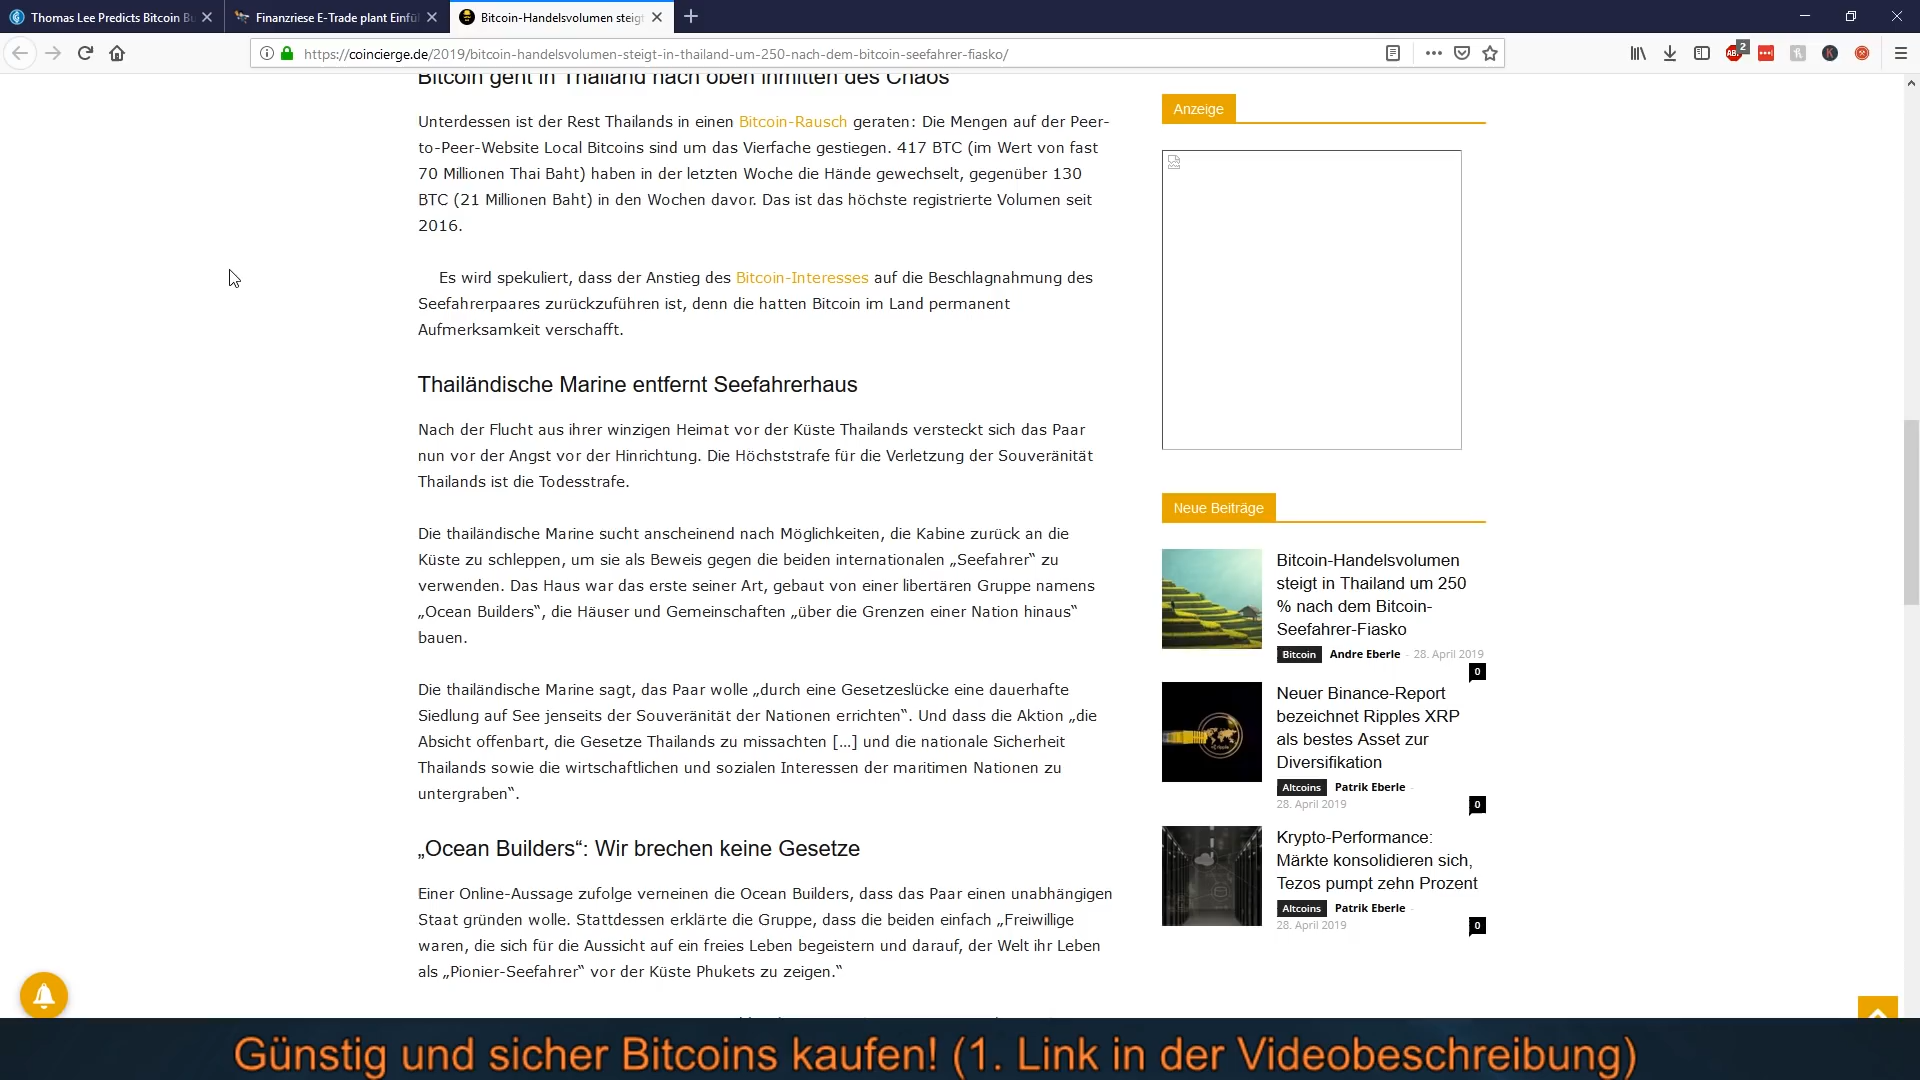 Thomas Lee Predicts Bitcoin Bu
Finanzriese E-Trade plant Einfü
Bitcoin-Handelsvolumen steigt
https://coincierge.de/2019/bitcoin-handelsvolumen-steigt-in-thailand-um-250-nach-dem-bitcoin-seefahrer-fiasko/
2
Bitcoin geht in Thailand nach oben inmitten des Chaos
Unterdessen ist der Rest Thailands in einen Bitcoin-Rausch geraten: Die Mengen auf der Peer-
to-Peer-Website Local Bitcoins sind um das Vierfache gestiegen. 417 BTC (im Wert von fast
70 Millionen Thai Baht) haben in der letzten Woche die Hände gewechselt, gegenüber 130
BTC (21 Millionen Baht) in den Wochen davor. Das ist das höchste registrierte Volumen seit
2016.
Es wird spekuliert, dass der Anstieg des Bitcoin-Interesses auf die Beschlagnahmung des
Seefahrerpaares zurückzuführen ist, denn die hatten Bitcoin im Land permanent
Aufmerksamkeit verschafft.
Thailändische Marine entfernt Seefahrerhaus
Nach der Flucht aus ihrer winzigen Heimat vor der Küste Thailands versteckt sich das Paar
nun vor der Angst vor der Hinrichtung. Die Höchststrafe für die Verletzung der Souveränität
Thailands ist die Todesstrafe.
Die thailändische Marine sucht anscheinend nach Möglichkeiten, die Kabine zurück an die
Küste zu schleppen, um sie als Beweis gegen die beiden internationalen „Seefahrer“ zu
verwenden. Das Haus war das erste seiner Art, gebaut von einer libertären Gruppe namens
„Ocean Builders“, die Häuser und Gemeinschaften „über die Grenzen einer Nation hinaus“
bauen.
Die thailändische Marine sagt, das Paar wolle „durch eine Gesetzeslücke eine dauerhafte
Siedlung auf See jenseits der Souveränität der Nationen errichten“. Und dass die Aktion „die
Absicht offenbart, die Gesetze Thailands zu missachten […] und die nationale Sicherheit
Thailands sowie die wirtschaftlichen und sozialen Interessen der maritimen Nationen zu
untergraben“.
„Ocean Builders“: Wir brechen keine Gesetze
Einer Online-Aussage zufolge verneinen die Ocean Builders, dass das Paar einen unabhängigen
Staat gründen wolle. Stattdessen erklärte die Gruppe, dass die beiden einfach „Freiwillige
waren, die sich für die Aussicht auf ein freies Leben begeistern und darauf, der Welt ihr Leben
als „Pionier-Seefahrer“ vor der Küste Phukets zu zeigen.“
Anzeige
Neue Beiträge
Bitcoin-Handelsvolumen
steigt in Thailand um 250
% nach dem Bitcoin-
Seefahrer-Fiasko
Bitcoin Andre Eberle - 28. April 2019
0
Neuer Binance-Report
bezeichnet Ripples XRP
als bestes Asset zur
Diversifikation
Altcoins Patrik Eberle -
28. April 2019
0
Krypto-Performance:
Märkte konsolidieren sich,
Tezos pumpt zehn Prozent
Altcoins Patrik Eberle -
28. April 2019
0
Günstig und sicher Bitcoins kaufen! (1. Link in der Videobeschreibung)